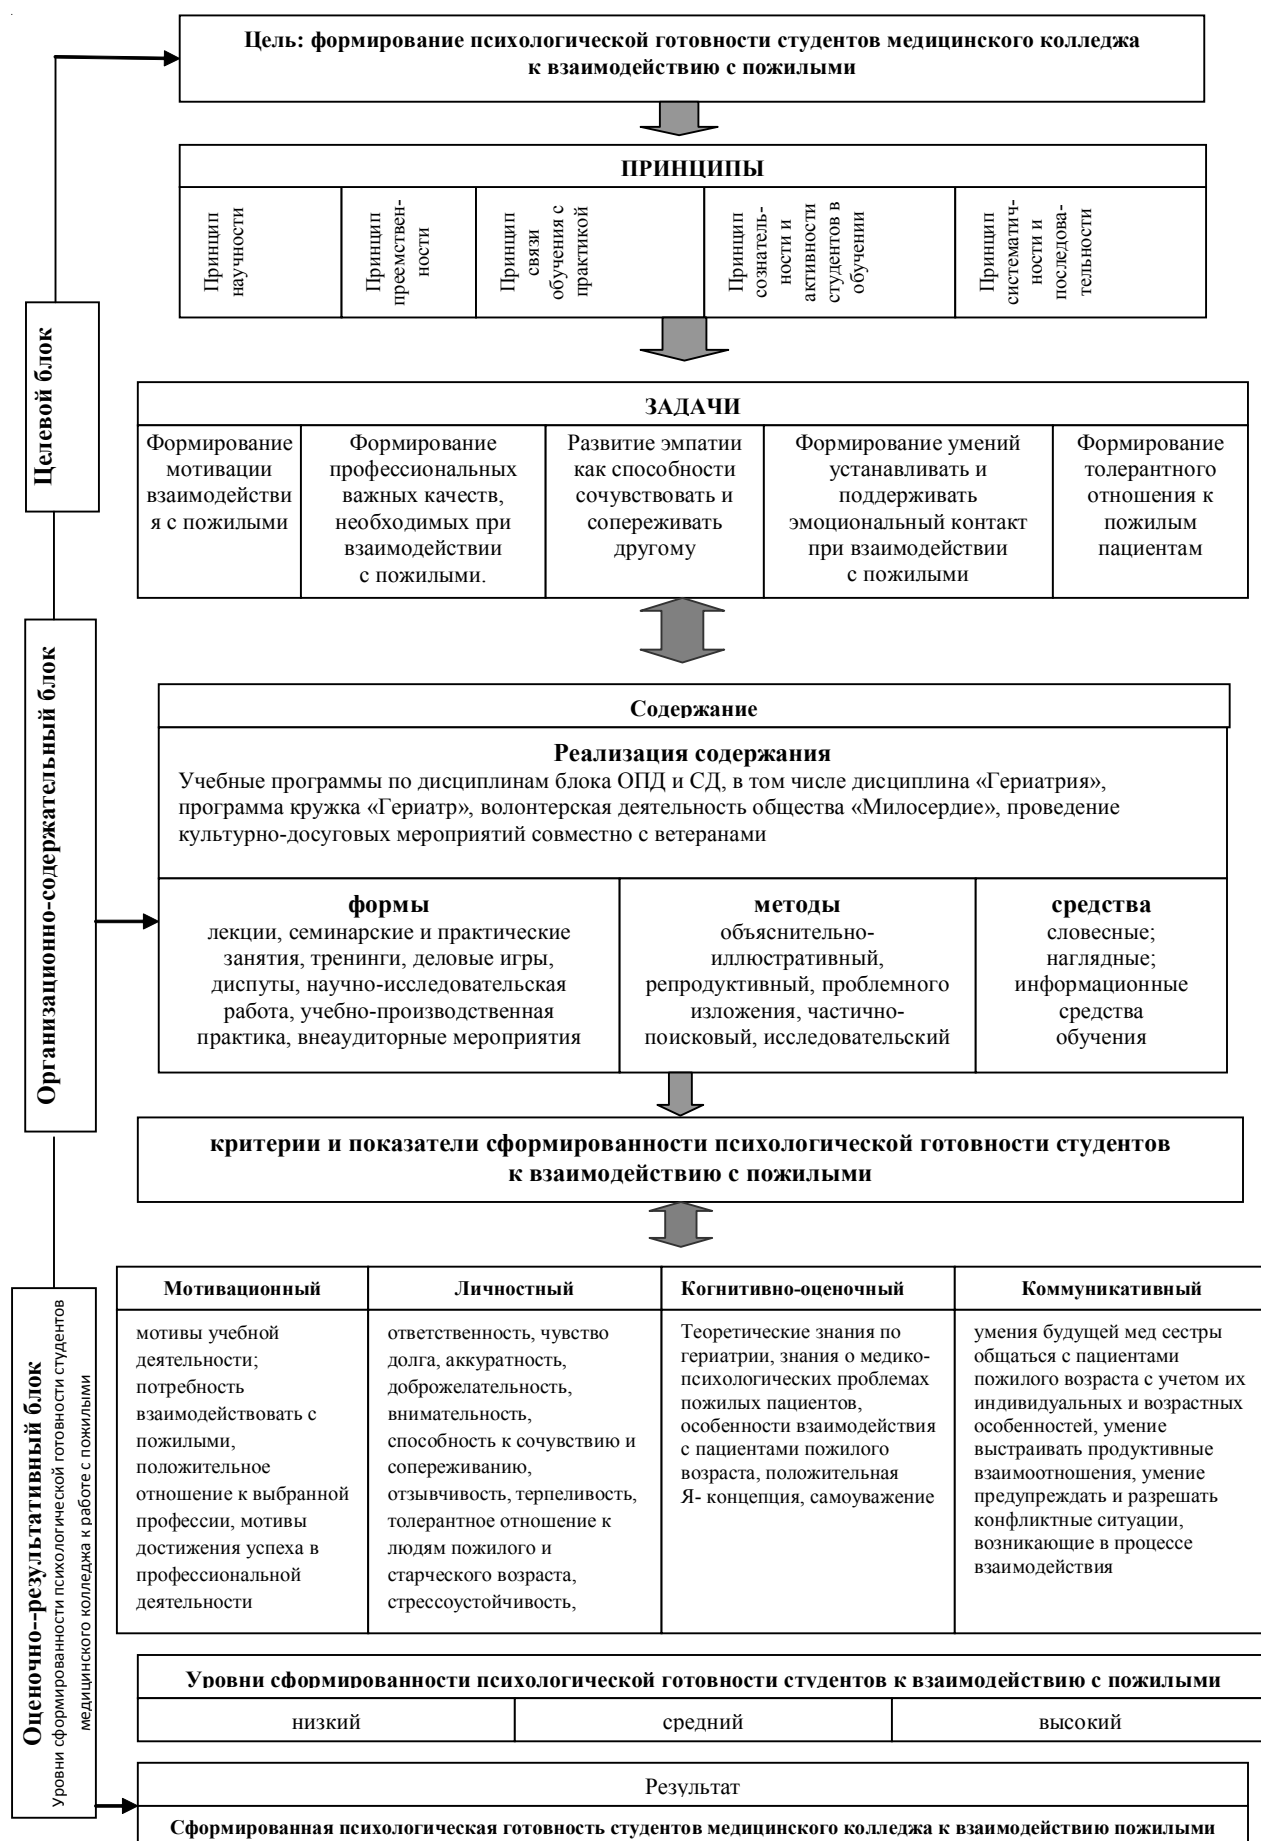 Цель: формирование психологической готовности студентов медицинского колледжа
к взаимодействию с пожилыми
ПРИНЦИПЫ
Принцип
научности
Принцип
преемствен-
ности
Принцип
связи
обучения с
практикой
Принцип
сознатель-
ности и
активности
студентов в
обучении
Принцип
систематич-
ности и
последова-
тельности
Целевой блок
ЗАДАЧИ
Формирование
мотивации
взаимодействи
я с пожилыми
Формирование
профессиональных
важных качеств,
необходимых при
взаимодействии
с пожилыми.
Развитие эмпатии
как способности
сочувствовать и
сопереживать
другому
Формирование умений
устанавливать и
поддерживать
эмоциональный контакт
при взаимодействии
с пожилыми
Формирование
толерантного
отношения к
пожилым
пациентам
Организационно-содержательный блок
Содержание
Реализация содержания
Учебные программы по дисциплинам блока ОПД и СД, в том числе дисциплина «Гериатрия»,
программа кружка «Гериатр», волонтерская деятельность общества «Милосердие», проведение
культурно-досуговых мероприятий совместно с ветеранами
формы
лекции, семинарские и практические
занятия, тренинги, деловые игры,
диспуты, научно-исследовательская
работа, учебно-производственная
практика, внеаудиторные мероприятия
методы
объяснительно-
иллюстративный,
репродуктивный, проблемного
изложения, частично-
поисковый, исследовательский
средства
словесные;
наглядные;
информационные
средства
обучения
критерии и показатели сформированности психологической готовности студентов
к взаимодействию с пожилыми
Оценочно--результативный блок
Уровни сформированности психологической готовности студентов
медицинского колледжа к работе с пожилыми
Мотивационный
мотивы учебной
деятельности;
потребность
взаимодействовать с
пожилыми,
положительное
отношение к выбранной
профессии, мотивы
достижения успеха в
профессиональной
деятельности
Личностный
ответственность, чувство
долга, аккуратность,
доброжелательность,
внимательность,
способность к сочувствию и
сопереживанию,
отзывчивость, терпеливость,
толерантное отношение к
людям пожилого и
старческого возраста,
стрессоустойчивость,
Когнитивно-оценочный
Теоретические знания по
гериатрии, знания о медико-
психологических проблемах
пожилых пациентов,
особенности взаимодействия
с пациентами пожилого
возраста, положительная
Я- концепция, самоуважение
Коммуникативный
умения будущей мед сестры
общаться с пациентами
пожилого возраста с учетом их
индивидуальных и возрастных
особенностей, умение
выстраивать продуктивные
взаимоотношения, умение
предупреждать и разрешать
конфликтные ситуации,
возникающие в процессе
взаимодействия
Уровни сформированности психологической готовности студентов к взаимодействию с пожилыми
низкий
средний
высокий
Результат
Сформированная психологическая готовность студентов медицинского колледжа к взаимодействию пожилыми